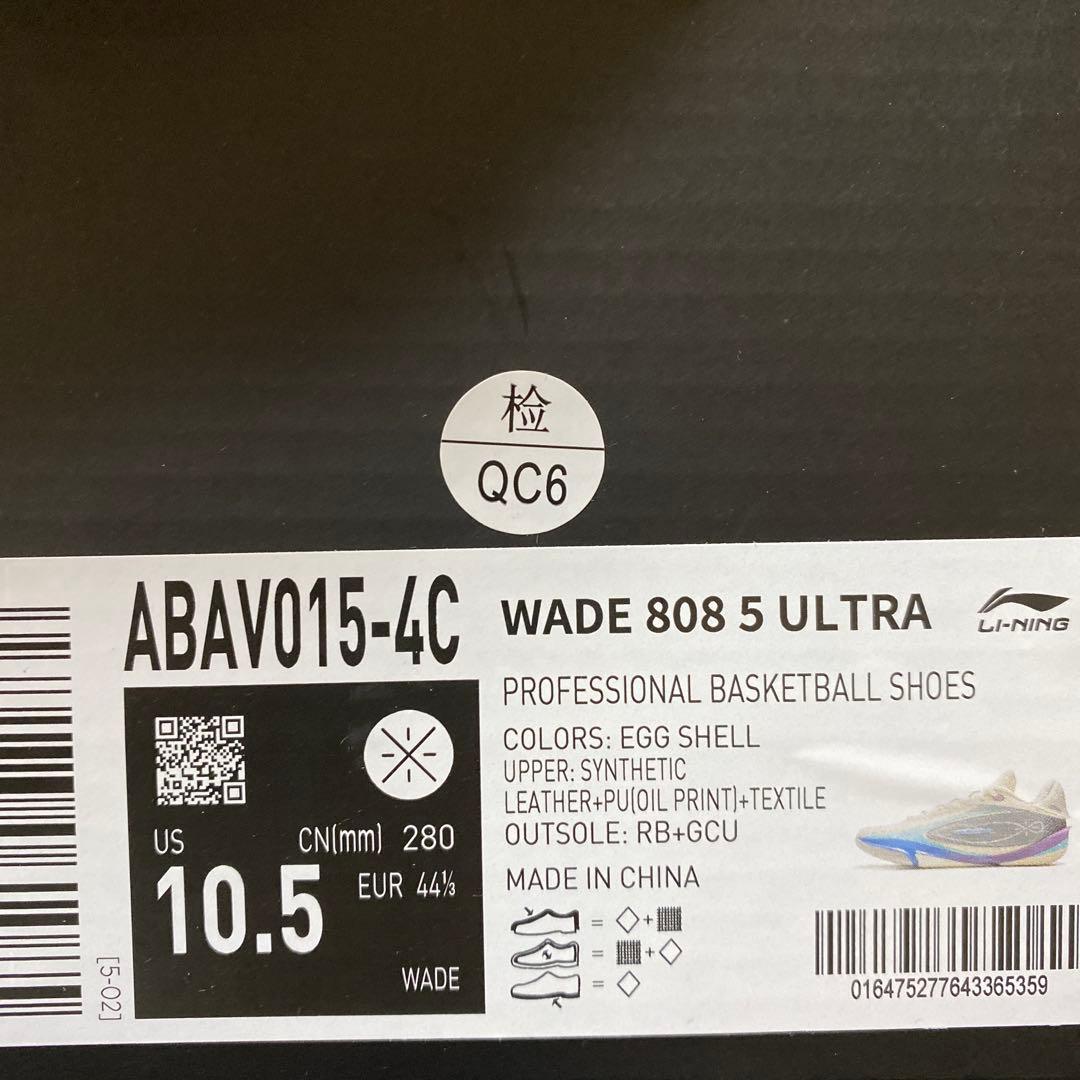 检
QC6
ABAV015-4C
WADE 808 5 ULTRA
LI-NING
PROFESSIONAL BASKETBALL SHOES
COLORS: EGG SHELL
UPPER: SYNTHETIC
LEATHER+PU(OIL PRINT)+TEXTILE
OUTSOLE: RB+GCU
MADE IN CHINA
US
CN(mm) 280
10.5
EUR 44⅓
WADE
[5-02]
016475277643365359